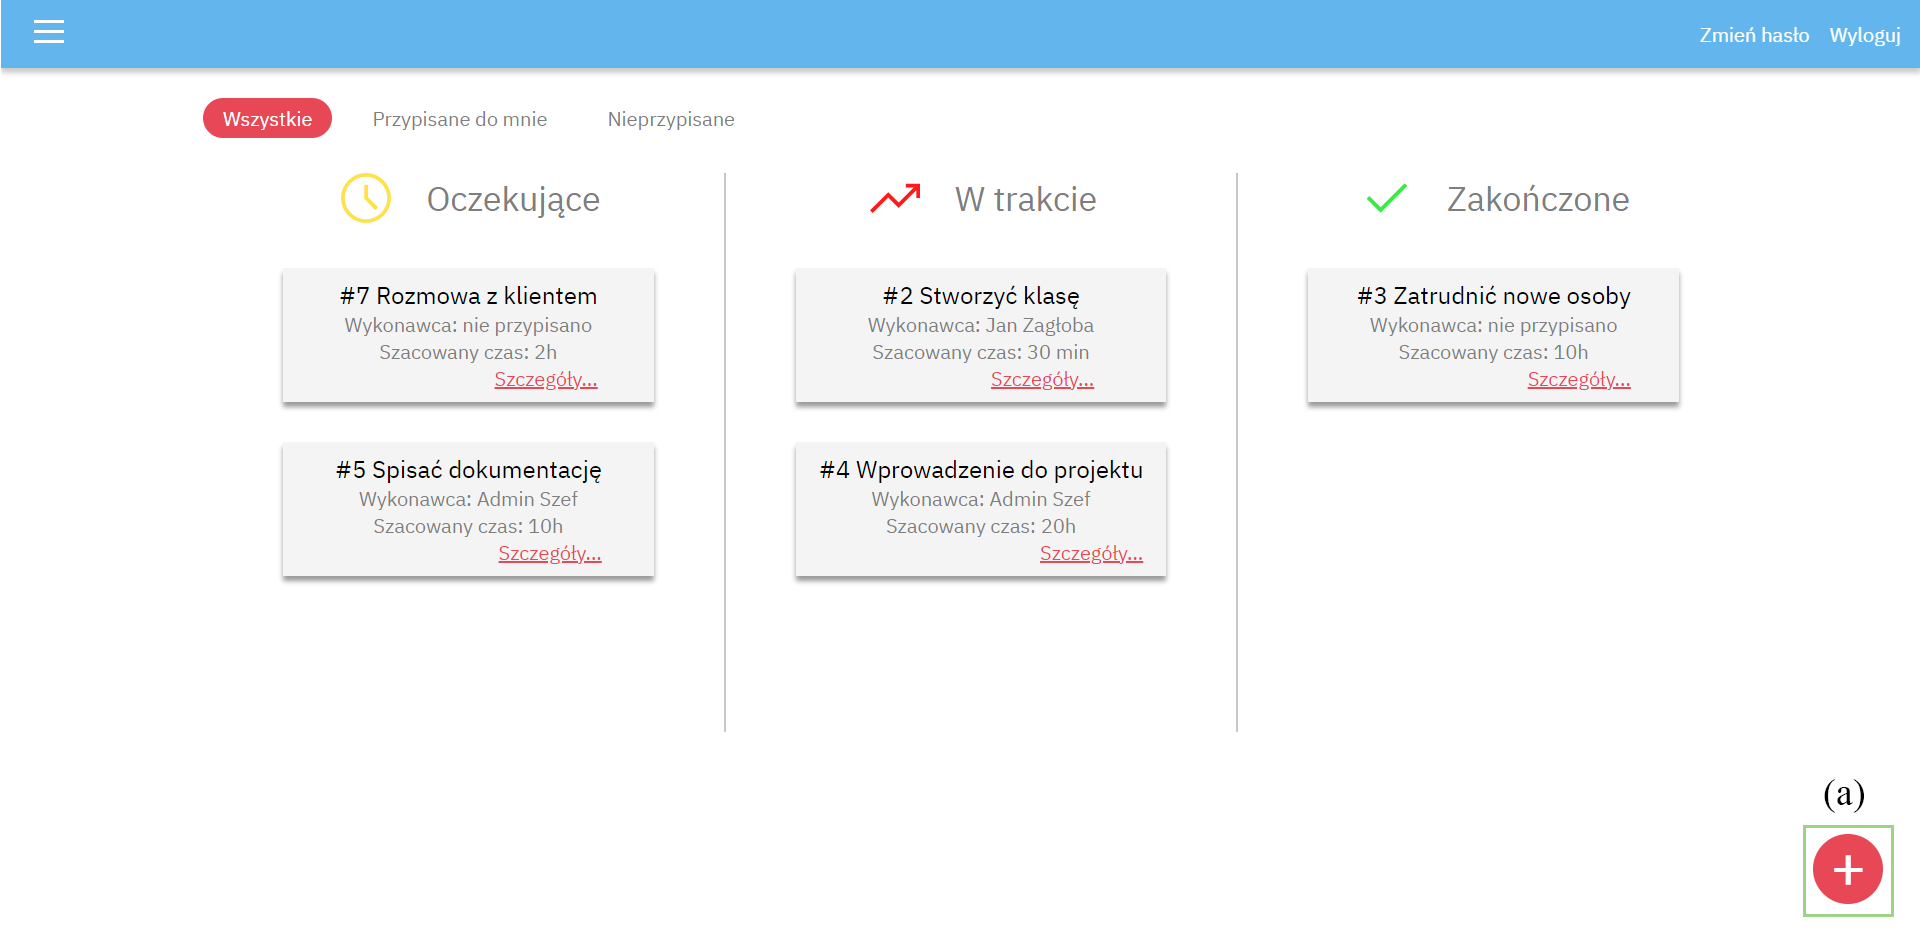 Zmień hasło Wyloguj
Wszystkie Przypisane do mnie Nieprzypisane
Oczekujące
#7 Rozmowa z klientem
Wykonawca: nie przypisano
Szacowany czas: 2h
Szczegóły...
#5 Spisać dokumentację
Wykonawca: Admin Szef
Szacowany czas: 10h
Szczegóły...
W trakcie
#2 Stworzyć klasę
Wykonawca: Jan Zagłoba
Szacowany czas: 30 min
Szczegóły...
#4 Wprowadzenie do projektu
Wykonawca: Admin Szef
Szacowany czas: 20h
Szczegóły...
Zakończone
#3 Zatrudnić nowe osoby
Wykonawca: nie przypisano
Szacowany czas: 10h
Szczegóły...
(a)
+